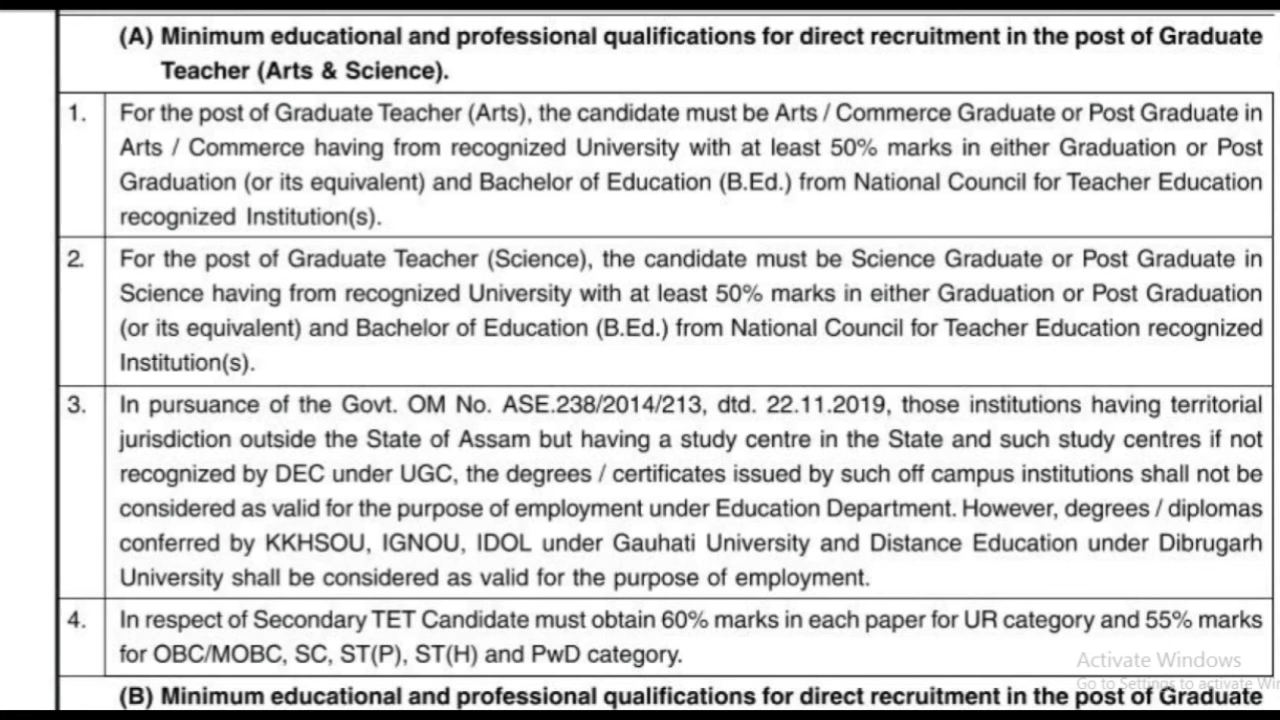 (A) Minimum educational and professional qualifications for direct recruitment in the post of Graduate
Teacher (Arts & Science).
1. For the post of Graduate Teacher (Arts), the candidate must be Arts / Commerce Graduate or Post Graduate in
Arts / Commerce having from recognized University with at least 50% marks in either Graduation or Post
Graduation (or its equivalent) and Bachelor of Education (B.Ed.) from National Council for Teacher Education
recognized Institution(s).
2. For the post of Graduate Teacher (Science), the candidate must be Science Graduate or Post Graduate in
Science having from recognized University with at least 50% marks in either Graduation or Post Graduation
(or its equivalent) and Bachelor of Education (B.Ed.) from National Council for Teacher Education recognized
Institution(s).
3. In pursuance of the Govt. OM No. ASE.238/2014/213, dtd. 22.11.2019, those institutions having territorial
jurisdiction outside the State of Assam but having a study centre in the State and such study centres if not
recognized by DEC under UGC, the degrees / certificates issued by such off campus institutions shall not be
considered as valid for the purpose of employment under Education Department. However, degrees / diplomas
conferred by KKHSOU, IGNOU, IDOL under Gauhati University and Distance Education under Dibrugarh
University shall be considered as valid for the purpose of employment.
4. In respect of Secondary TET Candidate must obtain 60% marks in each paper for UR category and 55% marks
for OBC/MOBC, SC, ST(P), ST(H) and PwD category.
Activate Windows
Go to Settings to activate Wi
(B) Minimum educational and professional qualifications for direct recruitment in the post of Graduate